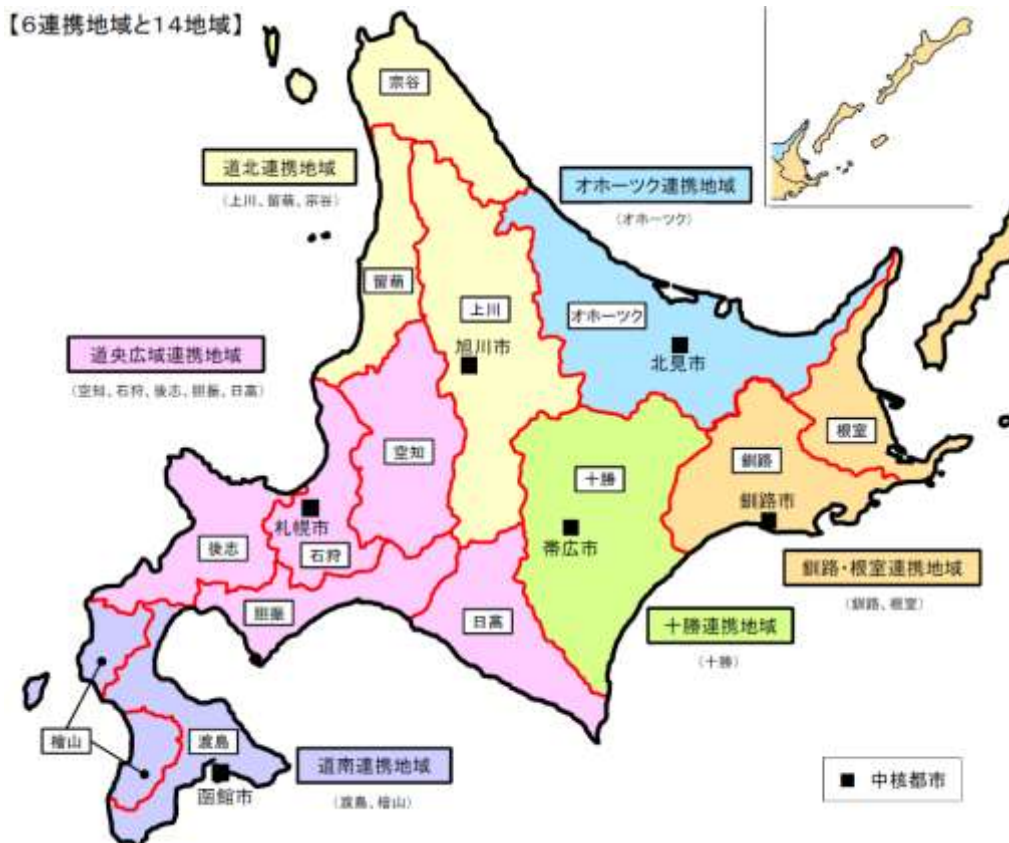 【6連携地域と14地域】
宗谷
道北連携地域
(上川、留萌、宗谷)
オホーツク連携地域
(オホーツク)
留萌
上川
オホーツク
旭川市
北見市
道央広域連携地域
(空知、石狩、後志、胆振、日高)
空知
根室
釧路
十勝
札幌市
釧路市
帯広市
後志
石狩
釧路・根室連携地域
(釧路、根室)
胆振
日高
十勝連携地域
(十勝)
檜山
渡島
道南連携地域
(渡島、檜山)
函館市
■ 中核都市